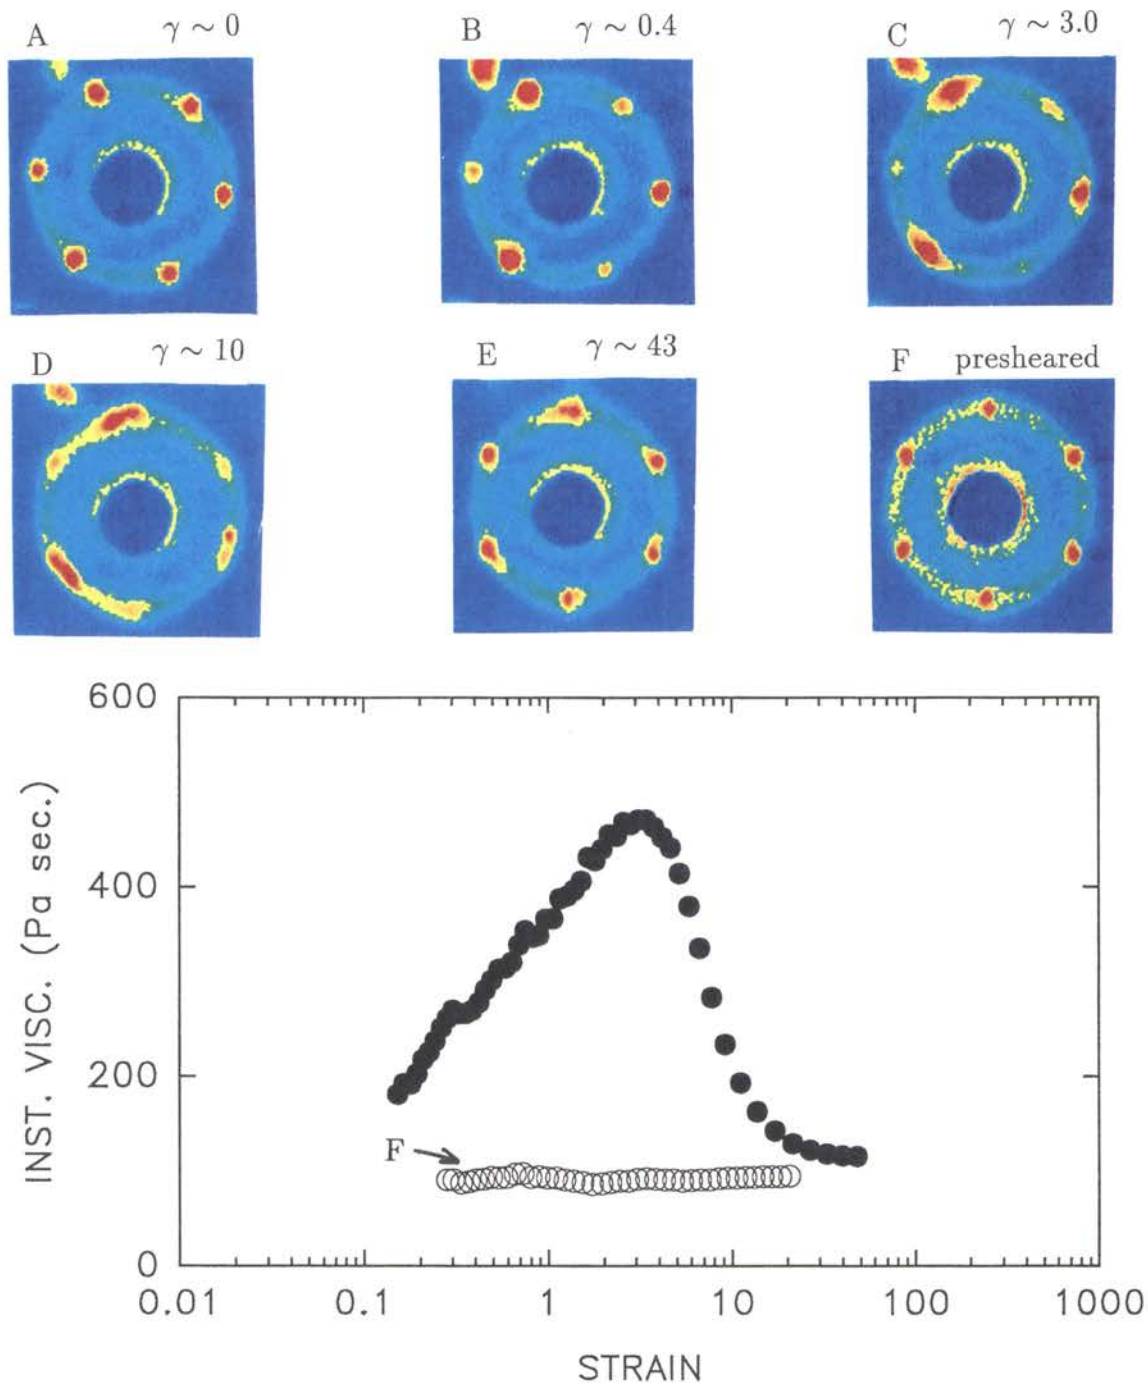 A γ ~ 0
B γ ~ 0.4
C γ ~ 3.0
D γ ~ 10
E γ ~ 43
F presheared
600
400
200
0
INST. VISC. (Pa sec.)
F
0.01 0.1 1 10 100 1000
STRAIN